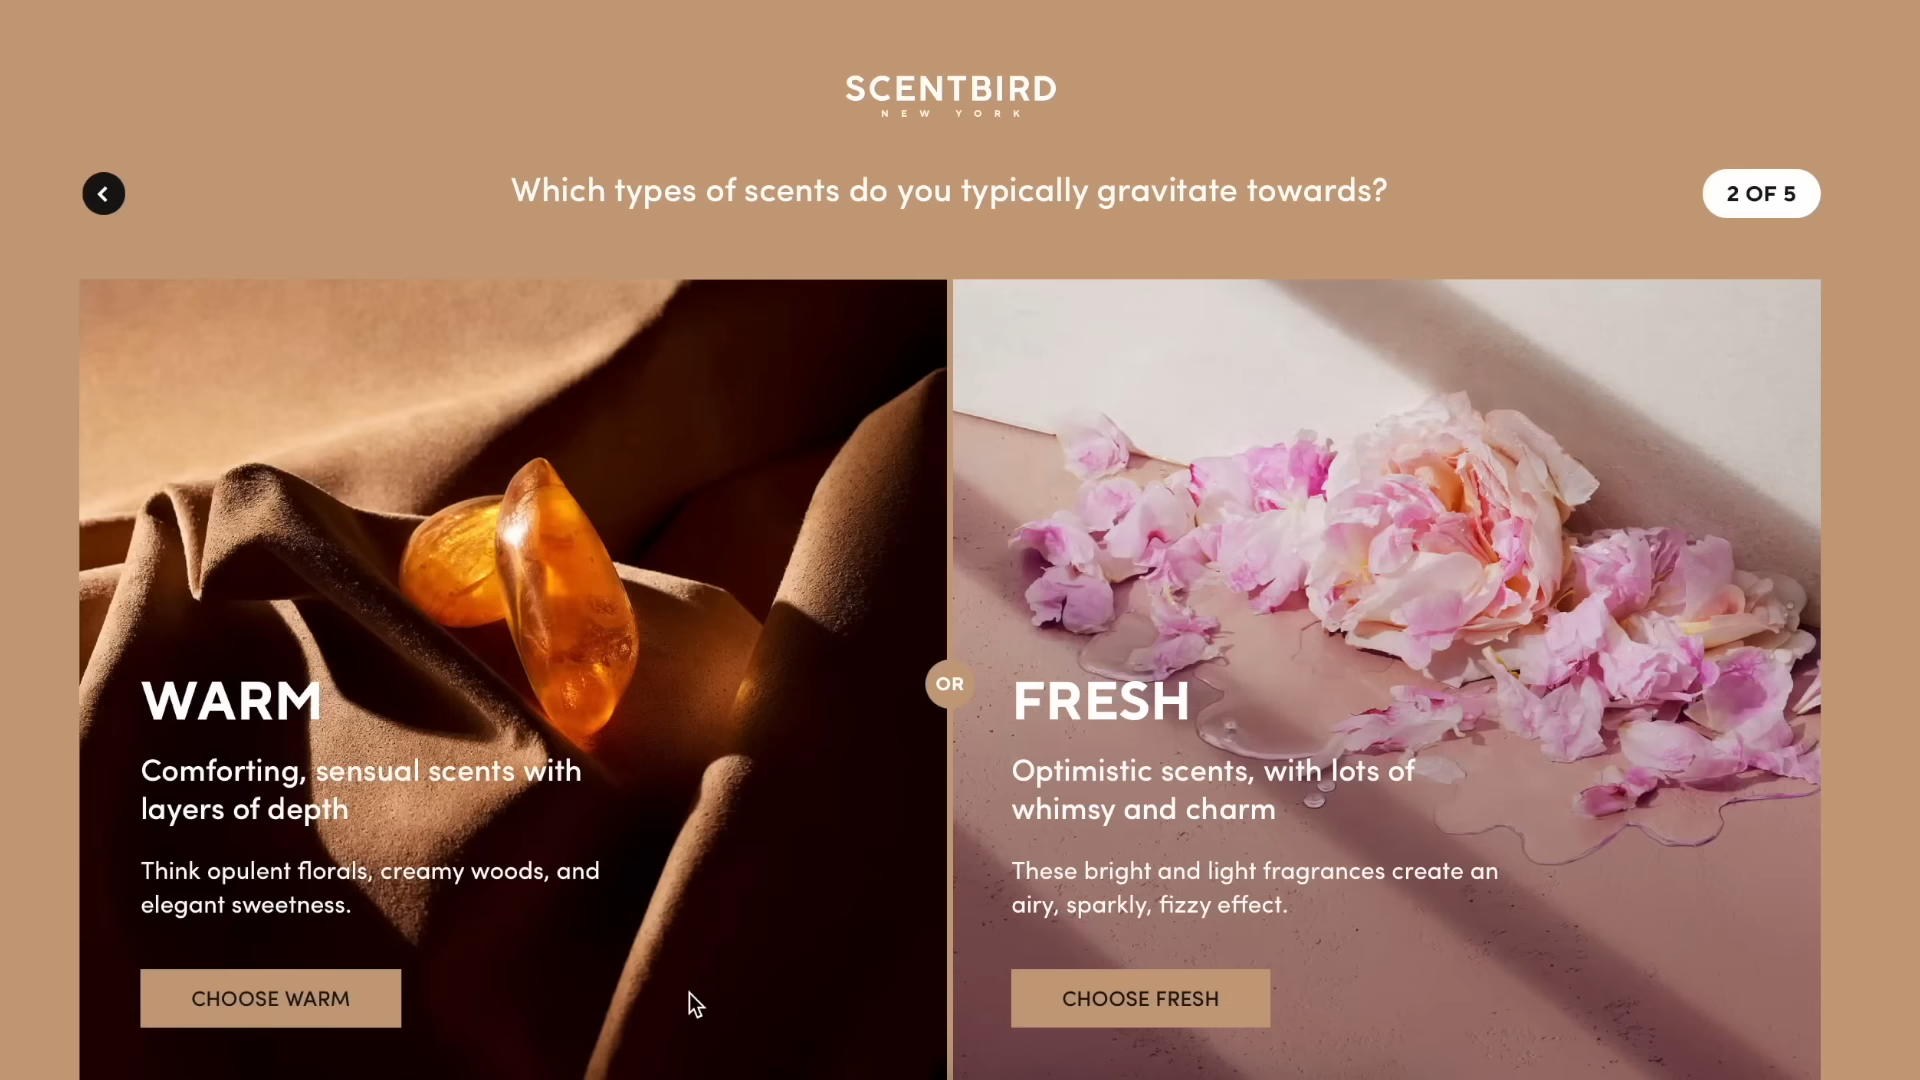 SCENTBIRD
NEW YORK
Which types of scents do you typically gravitate towards?
2 OF 5
WARM
Comforting, sensual scents with
layers of depth
Think opulent florals, creamy woods, and
elegant sweetness.
CHOOSE WARM
OR
FRESH
Optimistic scents, with lots of
whimsy and charm
These bright and light fragrances create an
airy, sparkly, fizzy effect.
CHOOSE FRESH